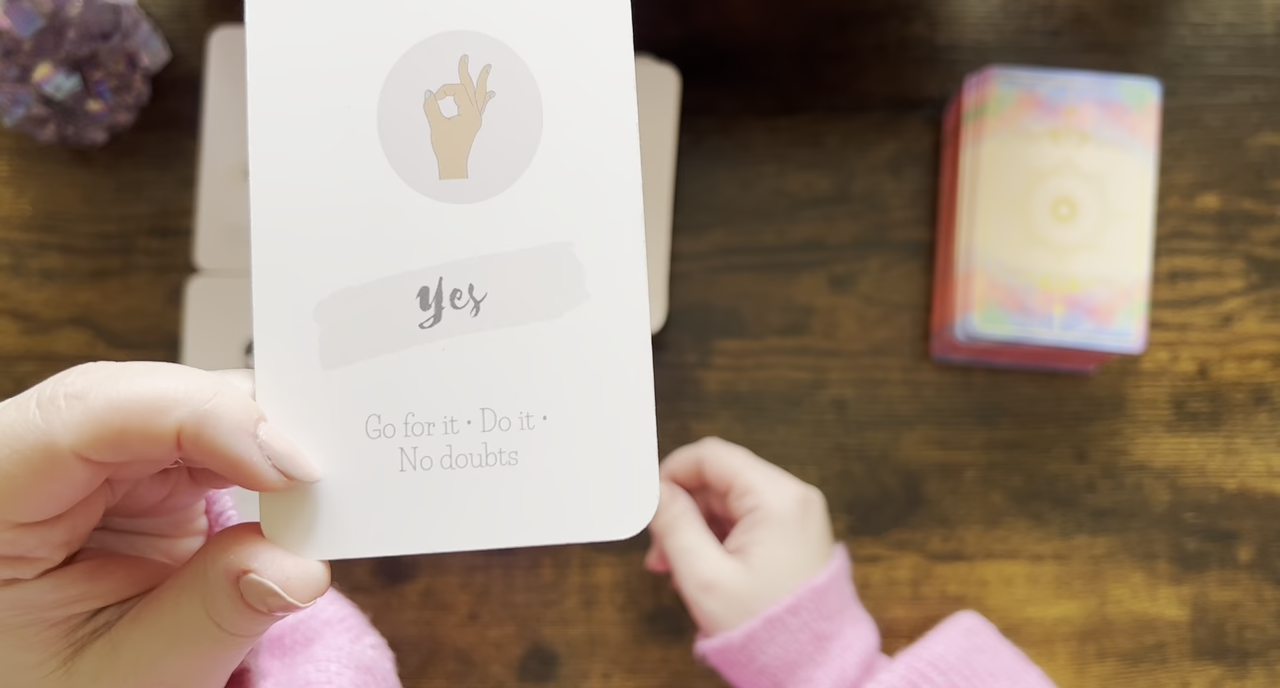 Yes
Go for it • Do it •
No doubts